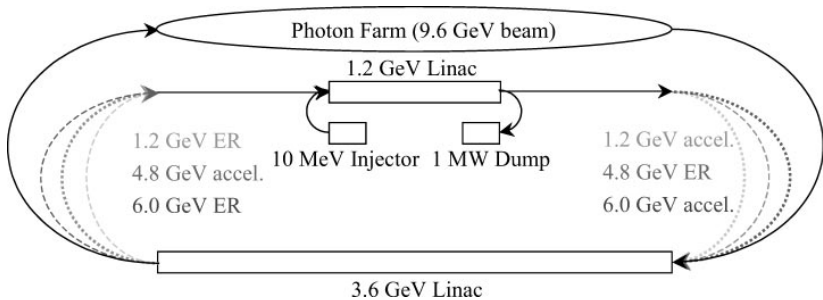 Photon Farm (9.6 GeV beam)
1.2 GeV Linac
10 MeV Injector
1 MW Dump
1.2 GeV ER
4.8 GeV accel.
6.0 GeV ER
1.2 GeV accel.
4.8 GeV ER
6.0 GeV accel.
3.6 GeV Linac